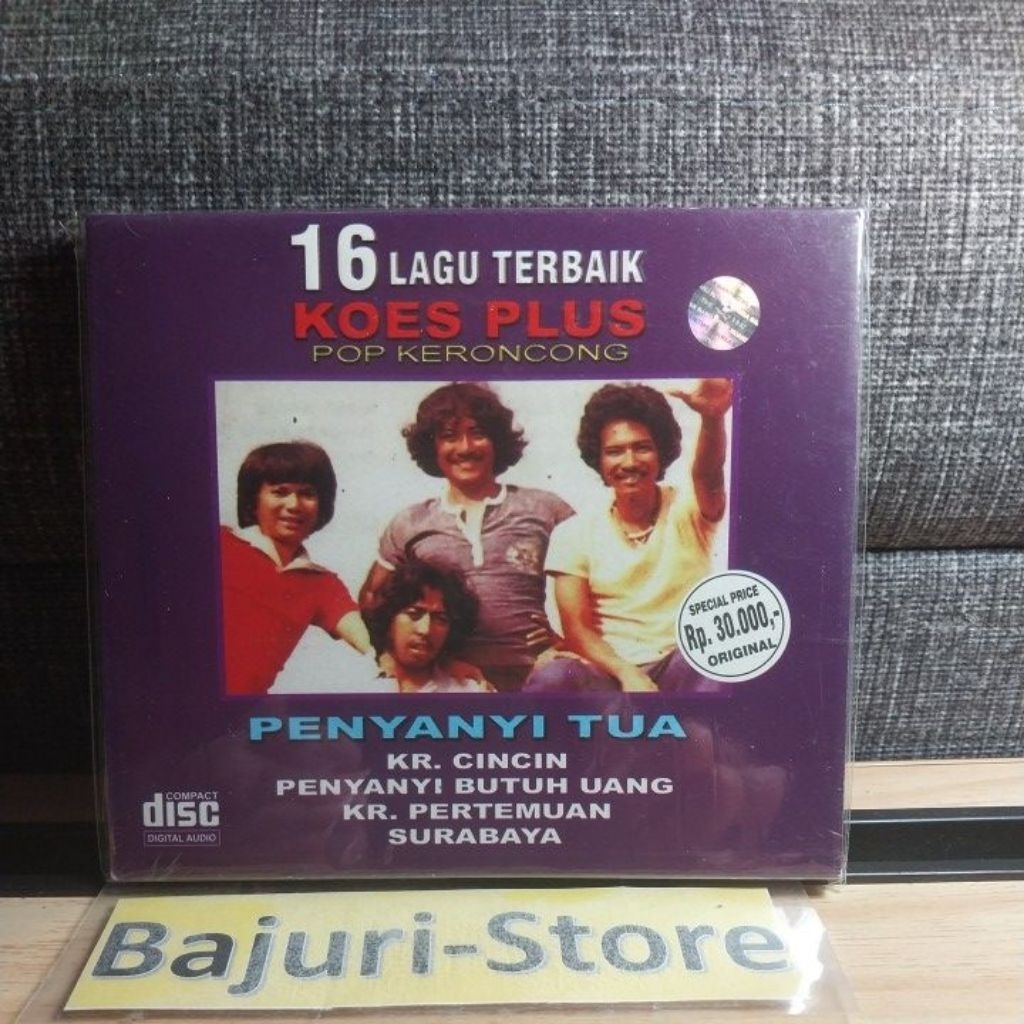 16 LAGU TERBAIK
KOES PLUS
POP KERONCONG
SPECIAL PRICE
Rp. 30.000,-
ORIGINAL
PENYANYI TUA
KR. CINCIN
PENYANYI BUTUH UANG
KR. PERTEMUAN
SURABAYA
COMPACT
disc
DIGITAL AUDIO
Bajuri-Store